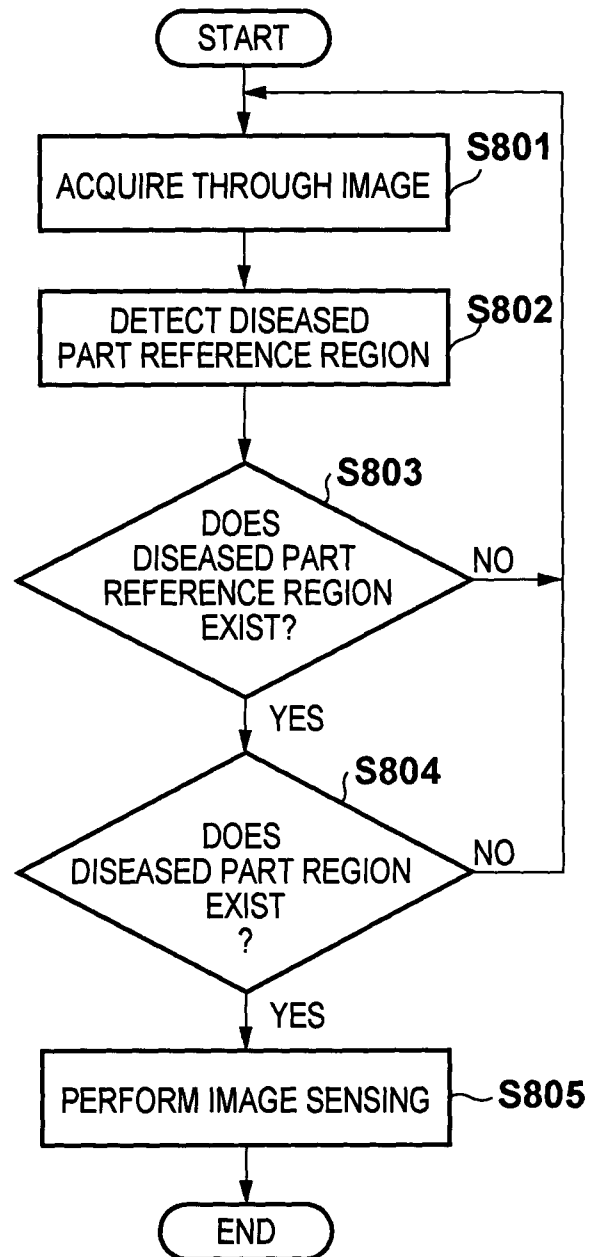 START
S801
ACQUIRE THROUGH IMAGE
S802
DETECT DISEASED
PART REFERENCE REGION
S803
DOES
DISEASED PART
REFERENCE REGION
EXIST?
NO
YES
S804
DOES
DISEASED PART REGION
EXIST
?
NO
YES
PERFORM IMAGE SENSING
S805
END